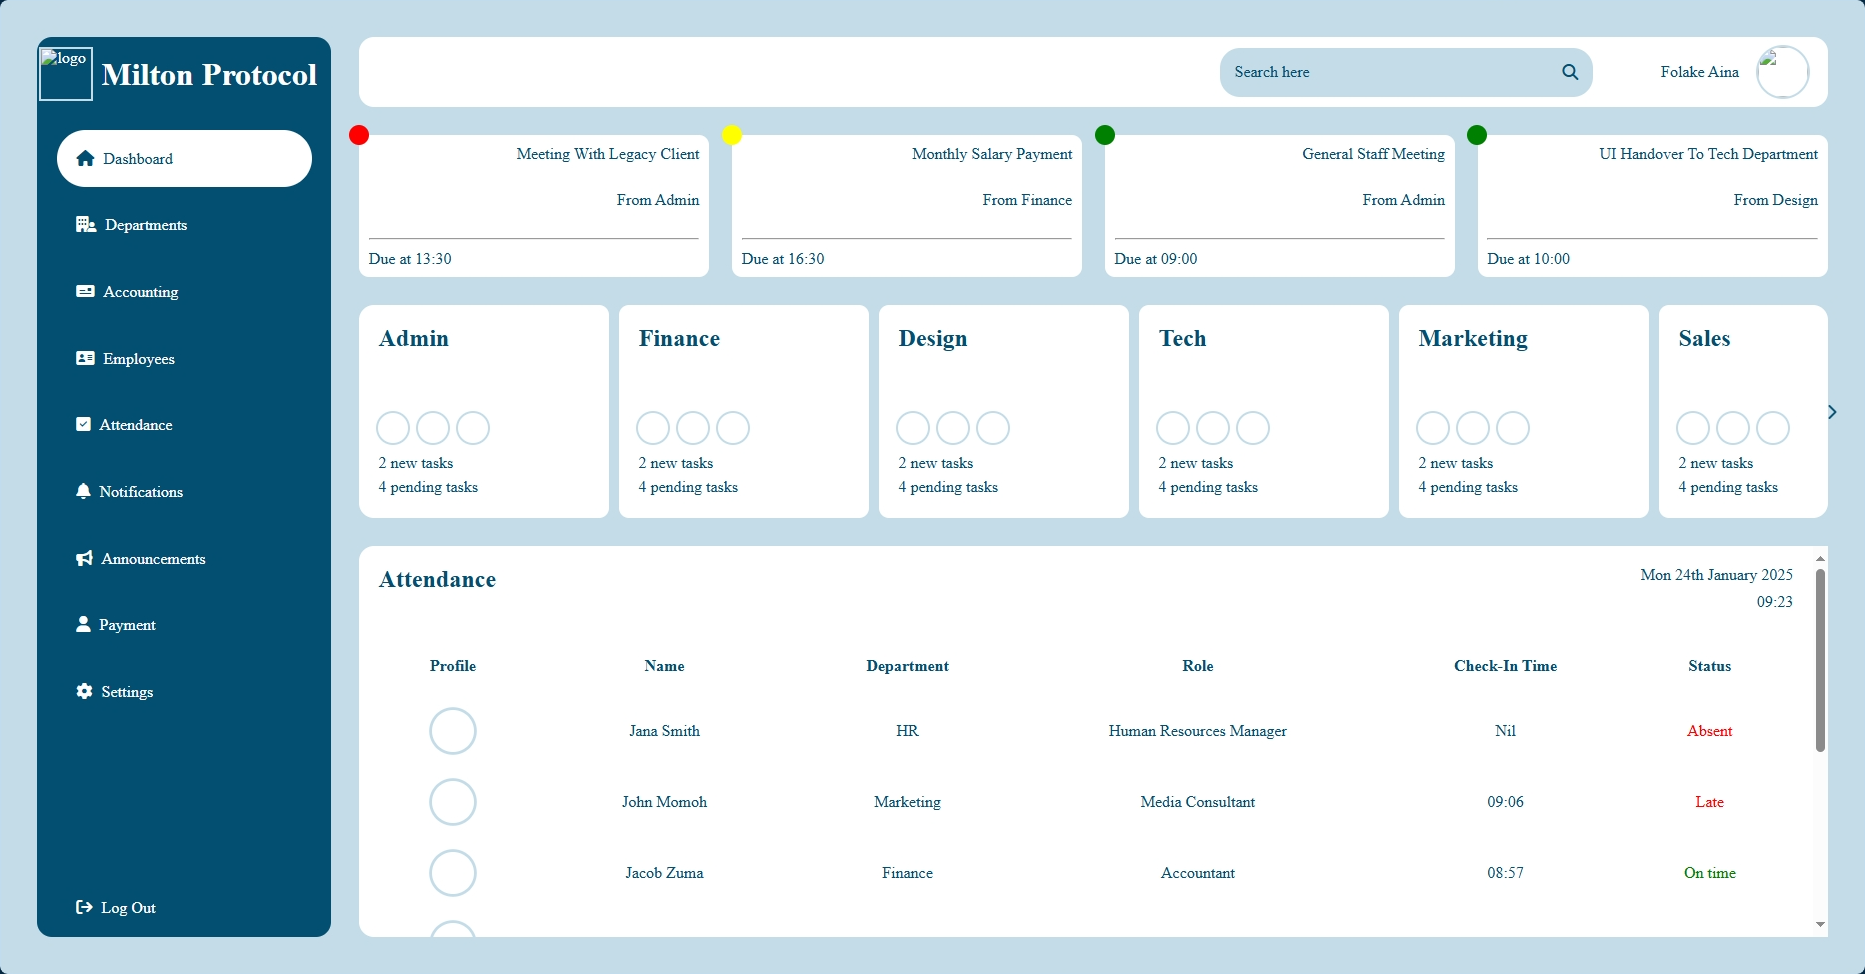 logo
Milton Protocol
Dashboard
Departments
Accounting
Employees
Attendance
Notifications
Announcements
Payment
Settings
Log Out
Search here
Folake Aina
Meeting With Legacy Client
From Admin
Due at 13:30
Monthly Salary Payment
From Finance
Due at 16:30
General Staff Meeting
From Admin
Due at 09:00
UI Handover To Tech Department
From Design
Due at 10:00
Admin
2 new tasks
4 pending tasks
Finance
2 new tasks
4 pending tasks
Design
2 new tasks
4 pending tasks
Tech
2 new tasks
4 pending tasks
Marketing
2 new tasks
4 pending tasks
Sales
2 new tasks
4 pending tasks
Attendance
Mon 24th January 2025
09:23
Profile Name Department Role Check-In Time Status
Jana Smith HR Human Resources Manager Nil Absent
John Momoh Marketing Media Consultant 09:06 Late
Jacob Zuma Finance Accountant 08:57 On time